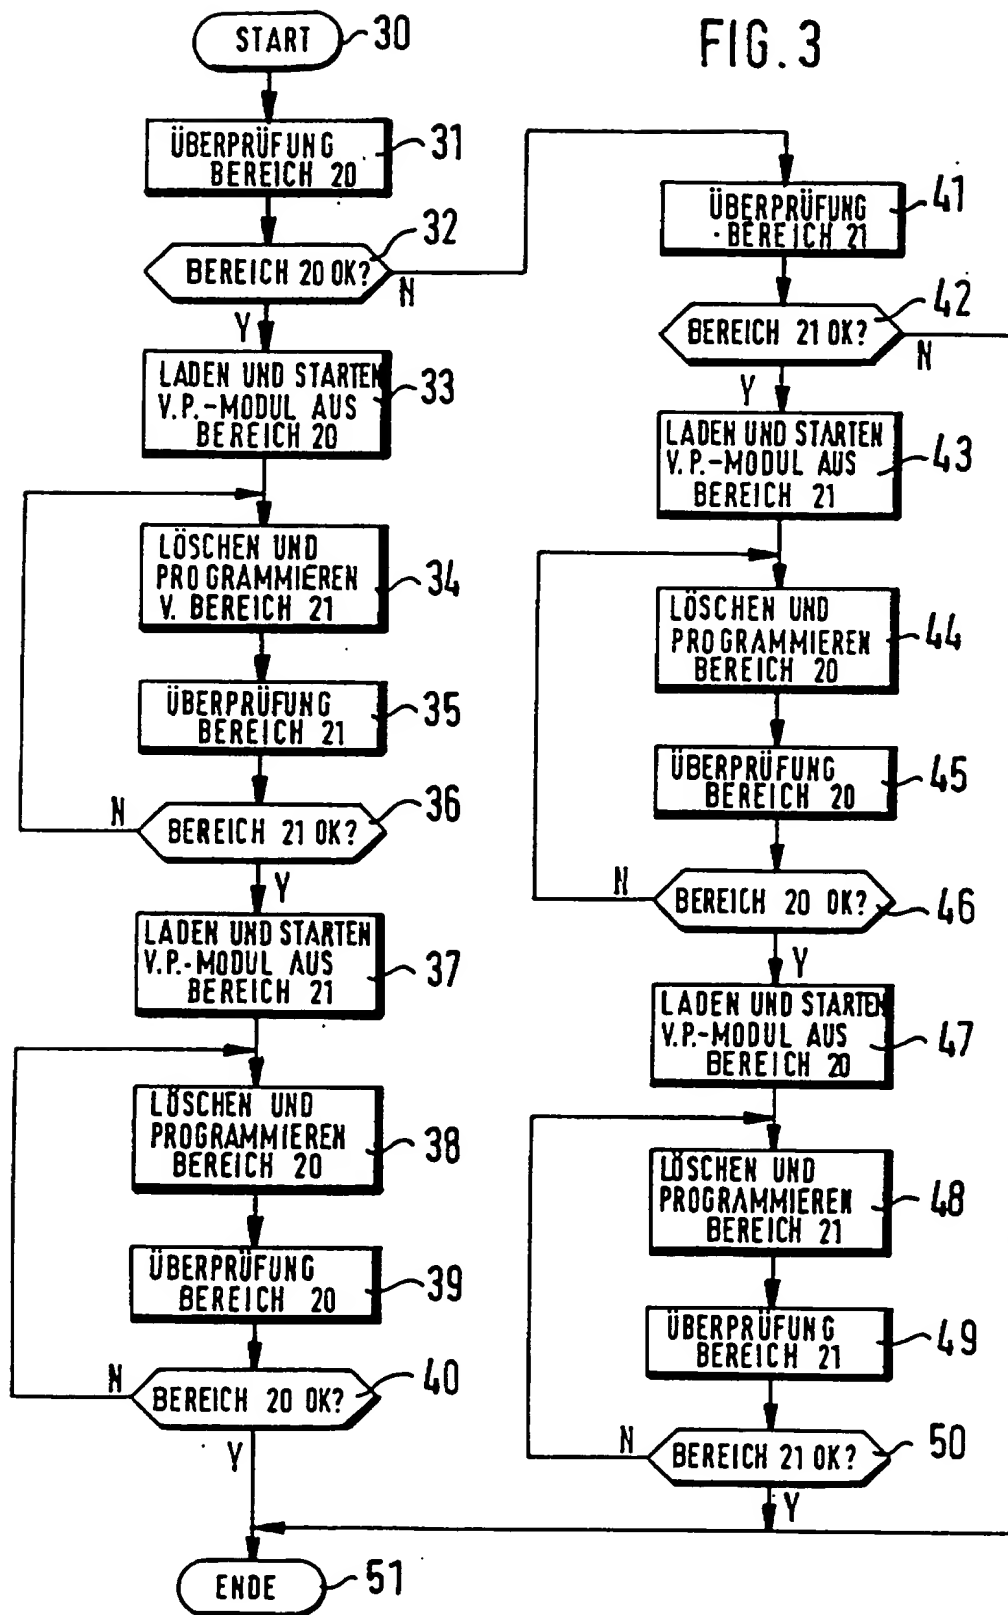 FIG. 3
START
30
ÜBERPRÜFUNG
BEREICH 20
31
BEREICH 20 OK?
32
N
Y
LADEN UND STARTEN
V.P.-MODUL AUS
BEREICH 20
33
LÖSCHEN UND
PROGRAMMIEREN
V. BEREICH 21
34
ÜBERPRÜFUNG
BEREICH 21
35
BEREICH 21 OK?
36
N
Y
LADEN UND STARTEN
V.P.-MODUL AUS
BEREICH 21
37
LÖSCHEN UND
PROGRAMMIEREN
BEREICH 20
38
ÜBERPRÜFUNG
BEREICH 20
39
BEREICH 20 OK?
40
N
Y
ENDE
51
ÜBERPRÜFUNG
BEREICH 21
41
BEREICH 21 OK?
42
N
Y
LADEN UND STARTEN
V.P.-MODUL AUS
BEREICH 21
43
LÖSCHEN UND
PROGRAMMIEREN
BEREICH 20
44
ÜBERPRÜFUNG
BEREICH 20
45
BEREICH 20 OK?
46
N
Y
LADEN UND STARTEN
V.P.-MODUL AUS
BEREICH 20
47
LÖSCHEN UND
PROGRAMMIEREN
BEREICH 21
48
ÜBERPRÜFUNG
BEREICH 21
49
BEREICH 21 OK?
50
N
Y